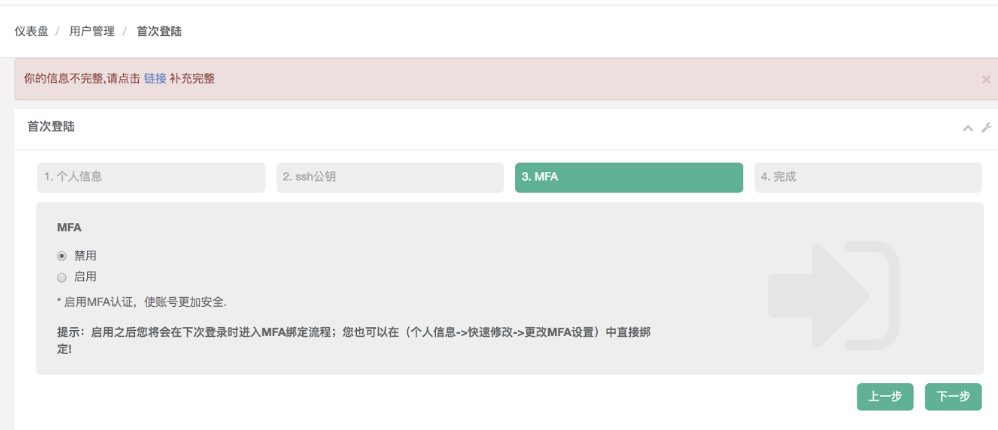 仪表盘 / 用户管理 / 首次登陆
你的信息不完整,请点击 链接 补充完整 ×
首次登陆
1. 个人信息 2. ssh公钥 3. MFA 4. 完成
MFA
禁用
启用
* 启用MFA认证，使账号更加安全.
提示：启用之后您将会在下次登录时进入MFA绑定流程；您也可以在（个人信息->快速修改->更改MFA设置）中直接绑
定!
上一步 下一步